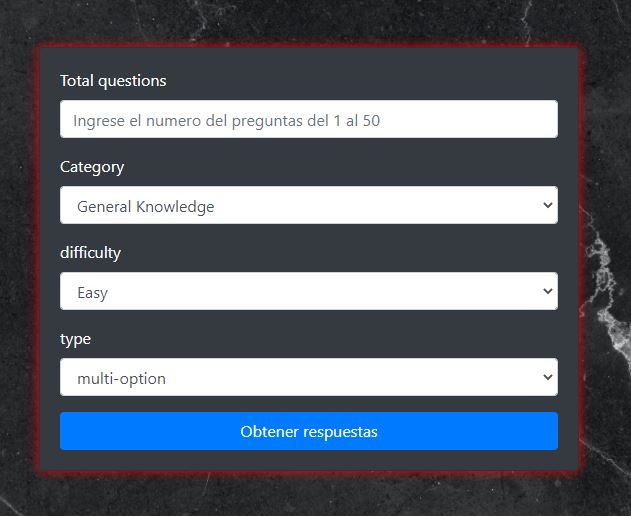 Total questions
Ingrese el numero del preguntas del 1 al 50
Category
General Knowledge
difficulty
Easy
type
multi-option
Obtener respuestas